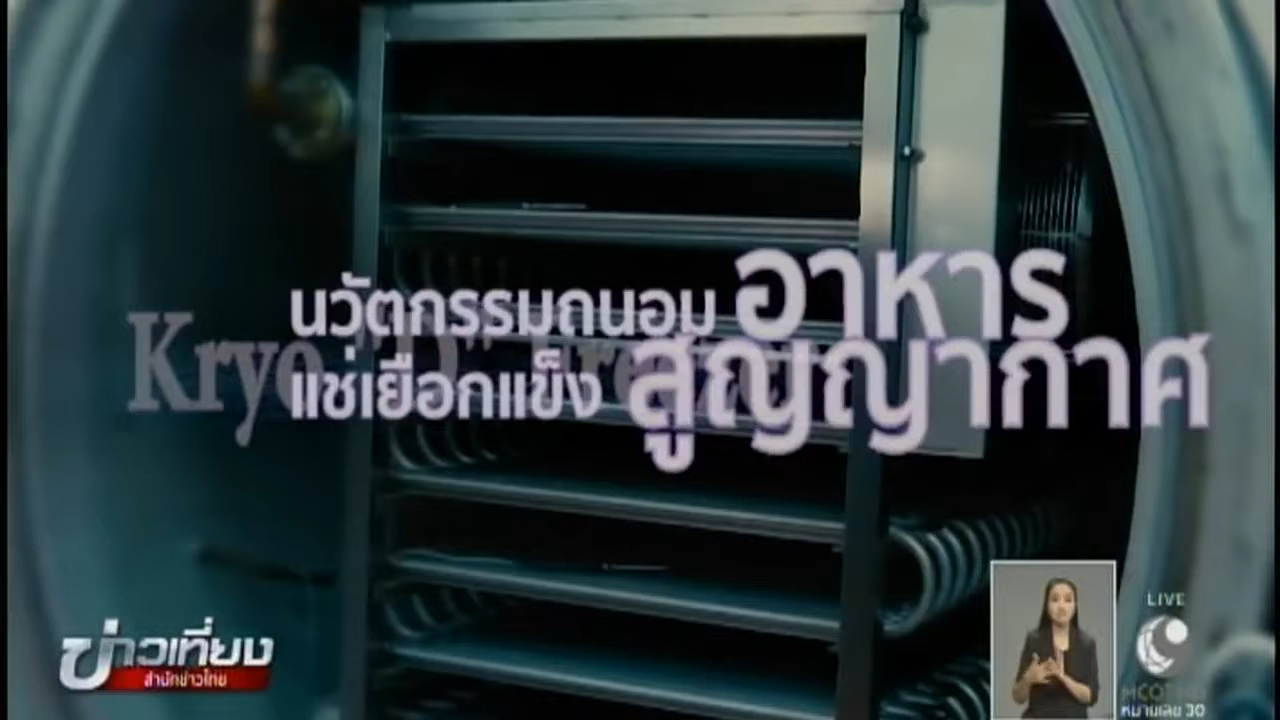 นวัตกรรมถนอม อาหาร
แช่เยือกแข็ง สูญญากาศ
Kryo "D"
ข่าวเที่ยง
สำนักข่าวไทย
LIVE
MCOT HD
หมายเลข 30